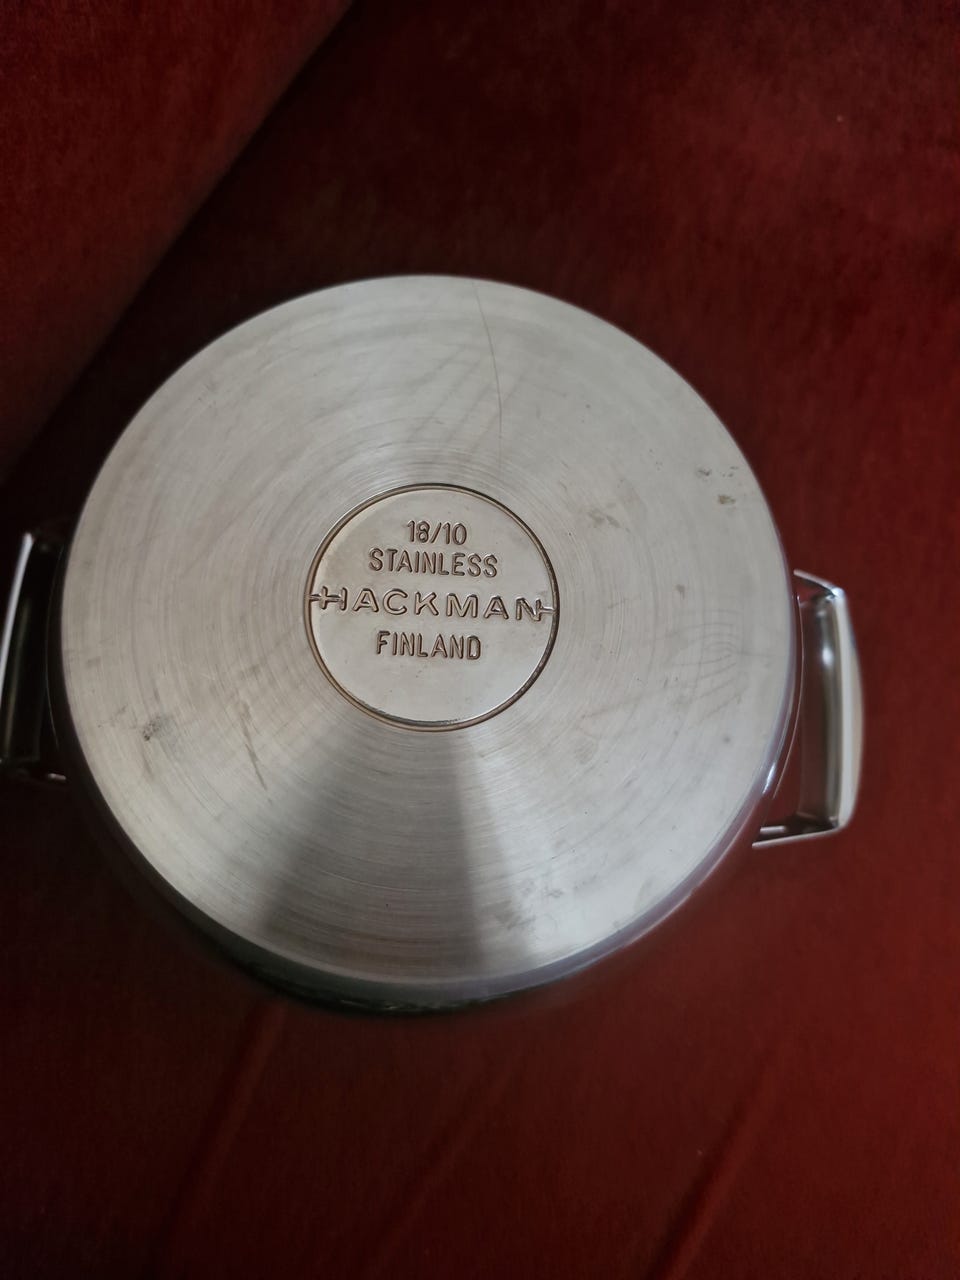 18/10
STAINLESS
HACKMAN
FINLAND